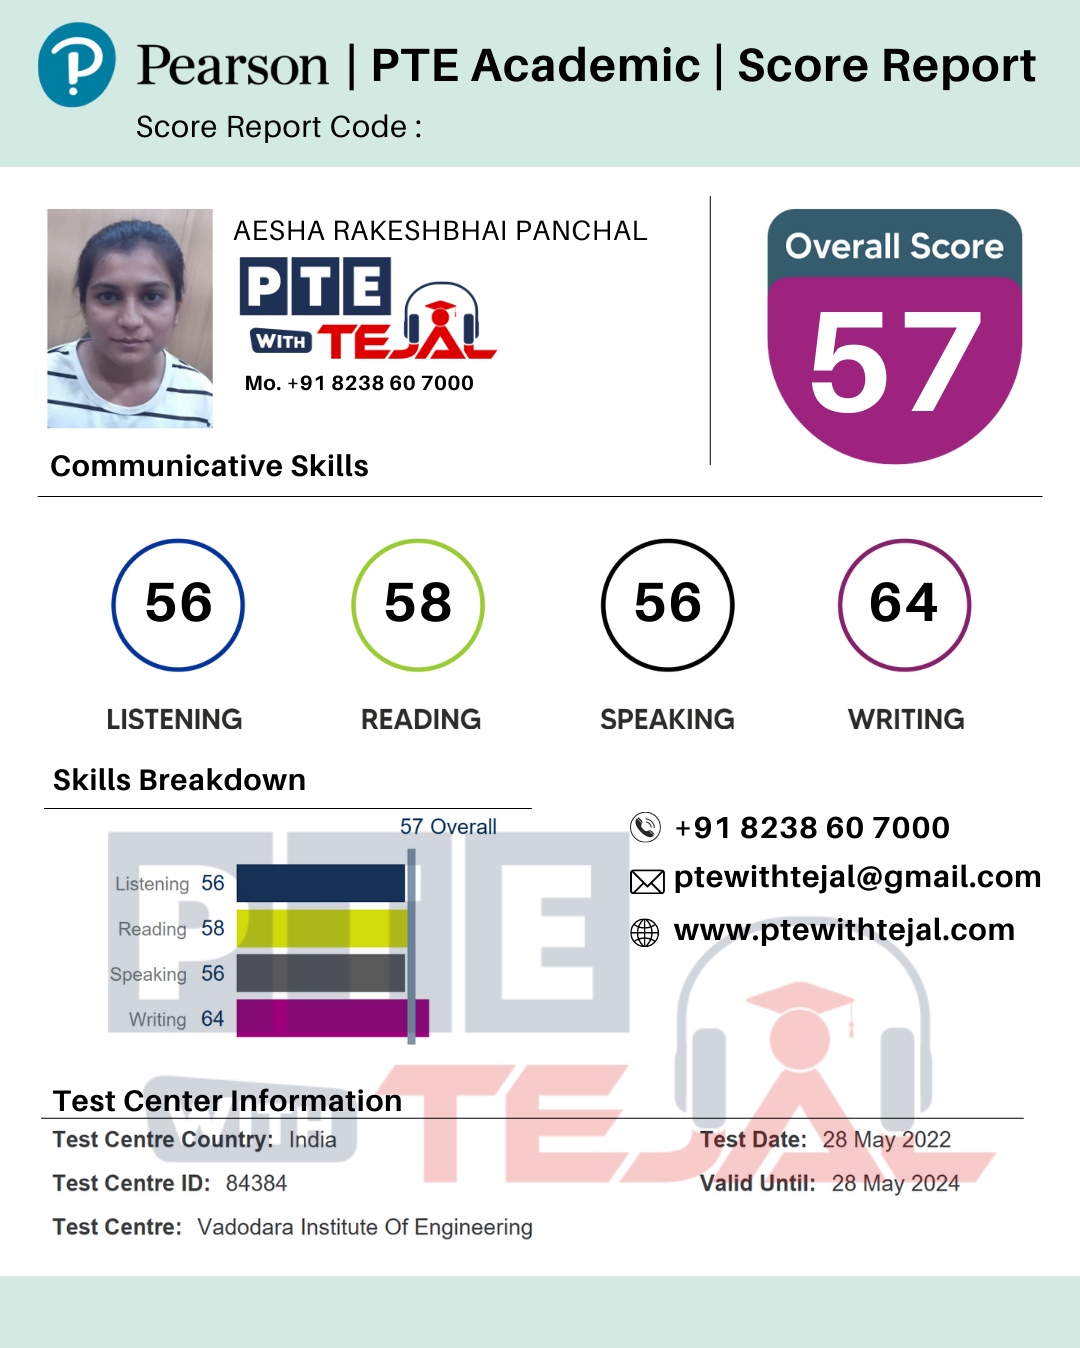 Pearson | PTE Academic | Score Report
Score Report Code :
AESHA RAKESHBHAI PANCHAL
PTE
WITH TEJAL
Mo. +91 8238 60 7000
Overall Score
57
Communicative Skills
56 58 56 64
LISTENING READING SPEAKING WRITING
Skills Breakdown
57 Overall
Listening 56
Reading 58
Speaking 56
Writing 64
+91 8238 60 7000
ptewithtejal@gmail.com
www.ptewithtejal.com
PTE
WITH TEJAL
Test Center Information
Test Centre Country: India
Test Date: 28 May 2022
Test Centre ID: 84384
Valid Until: 28 May 2024
Test Centre: Vadodara Institute Of Engineering